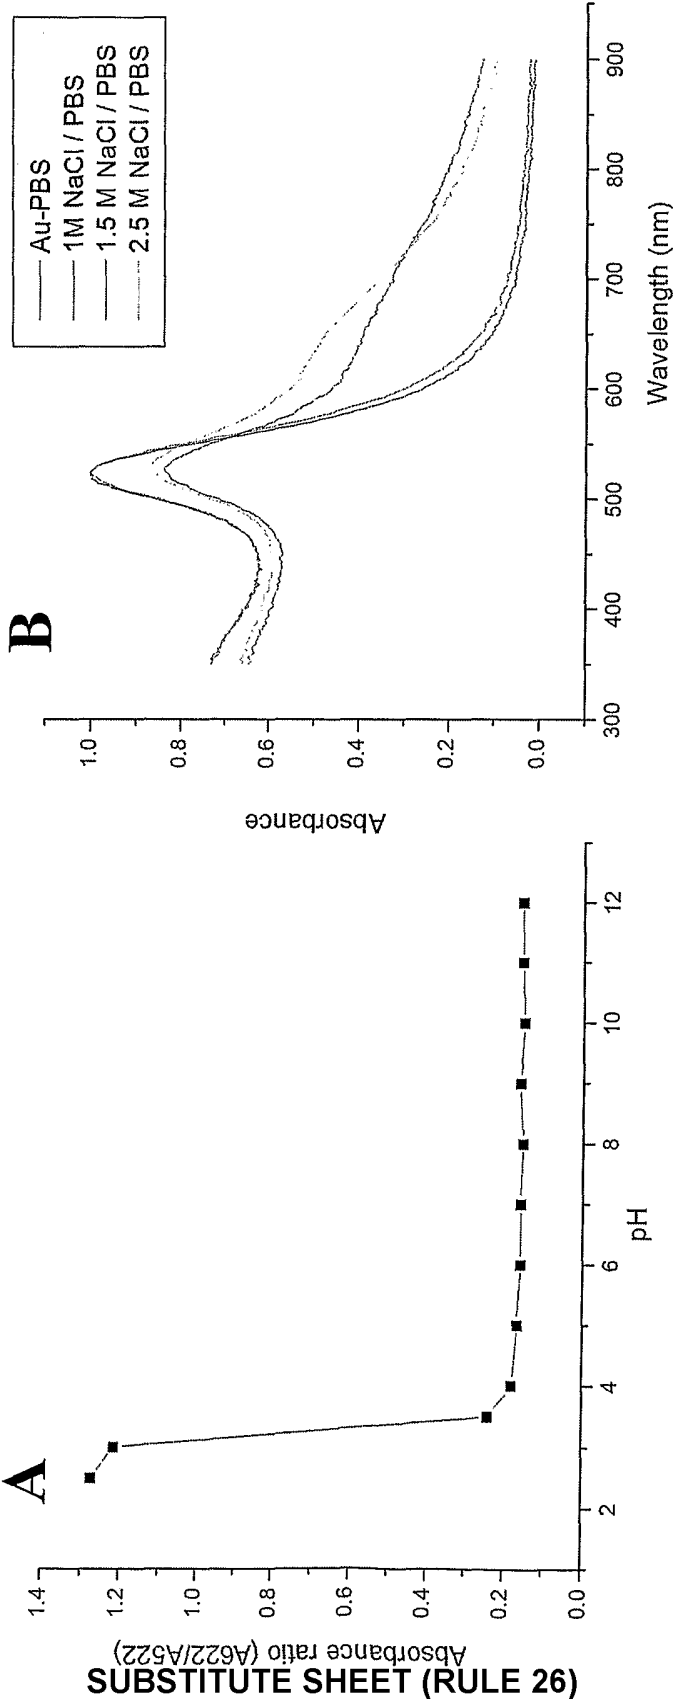 A
Absorbance ratio (A622/A522)
1.4
1.2
1.0
0.8
0.6
0.4
0.2
0.0
2
4
6
8
10
12
pH
B
Absorbance
1.0
0.8
0.6
0.4
0.2
0.0
300
400
500
600
700
800
900
Wavelength (nm)
Au-PBS
1M NaCl / PBS
1.5 M NaCl / PBS
2.5 M NaCl / PBS
SUBSTITUTE SHEET (RULE 26)